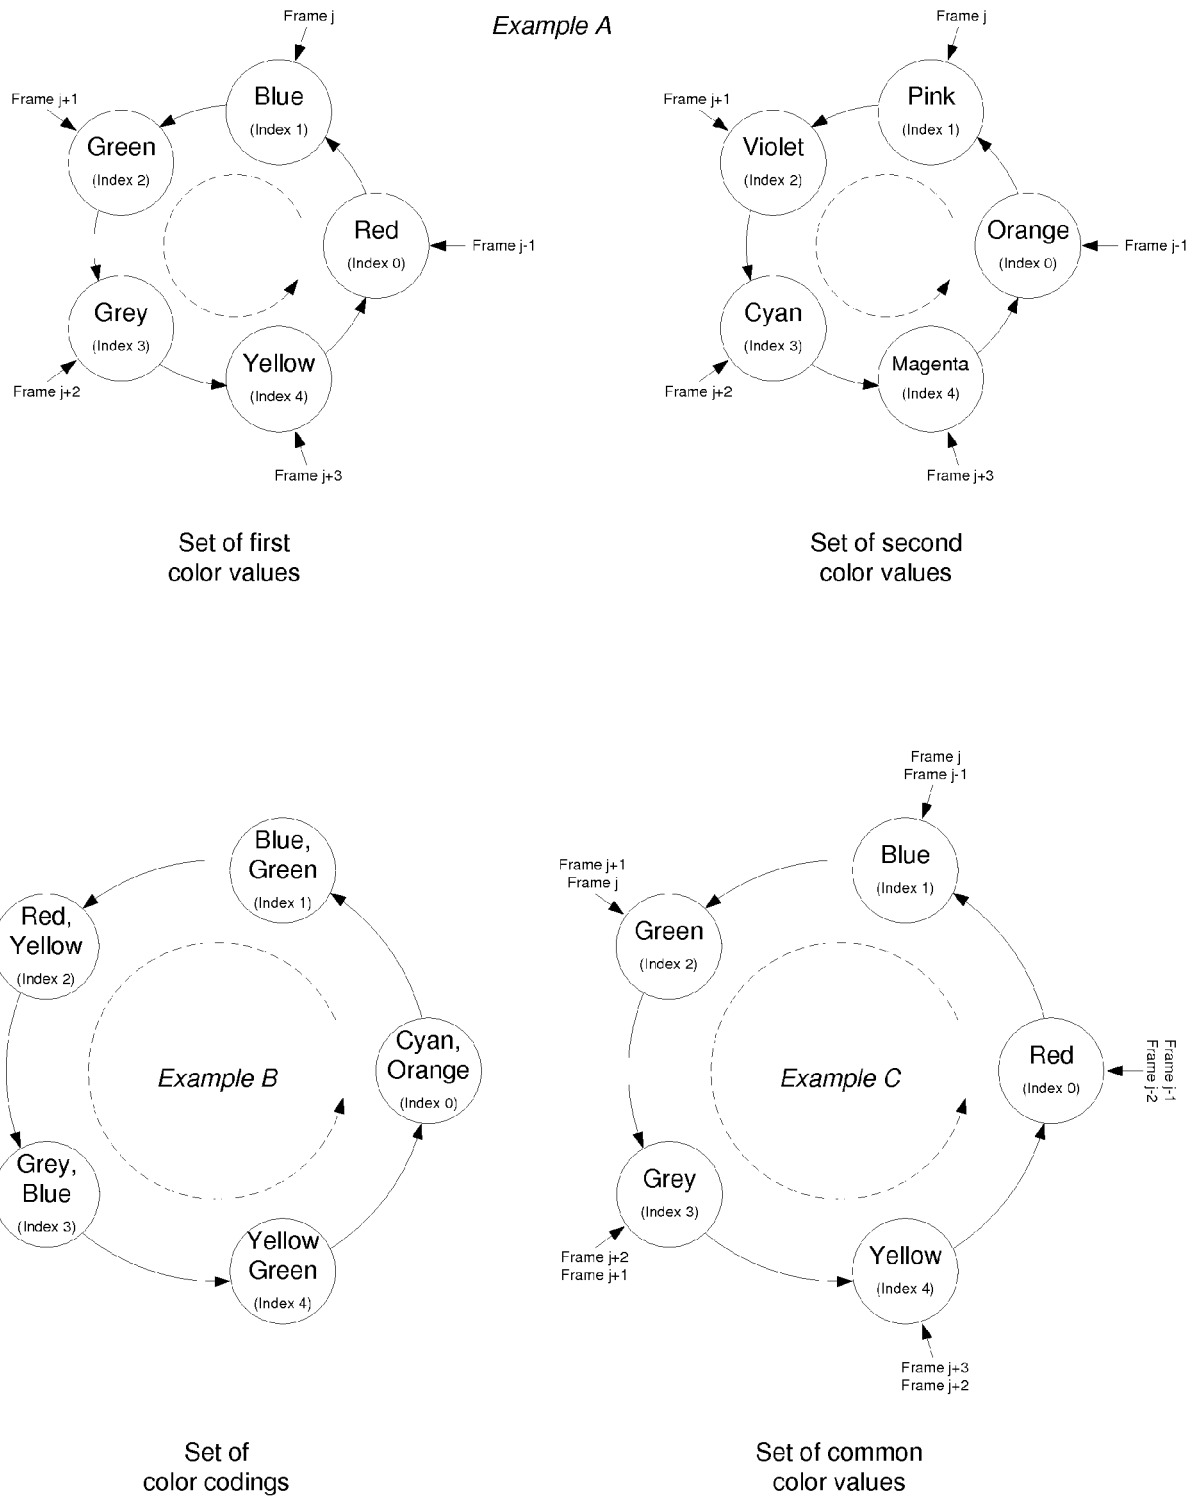 Example A
Frame j
Blue
(Index 1)
Frame j+1
Green
(Index 2)
Red
(Index 0)
Frame j-1
Grey
(Index 3)
Frame j+2
Yellow
(Index 4)
Frame j+3
Set of first
color values
Frame j
Pink
(Index 1)
Frame j+1
Violet
(Index 2)
Orange
(Index 0)
Frame j-1
Cyan
(Index 3)
Frame j+2
Magenta
(Index 4)
Frame j+3
Set of second
color values
Blue,
Green
(Index 1)
Red,
Yellow
(Index 2)
Cyan,
Orange
(Index 0)
Example B
Grey,
Blue
(Index 3)
Yellow
Green
(Index 4)
Set of
color codings
Frame j
Frame j-1
Blue
(Index 1)
Frame j+1
Frame j
Green
(Index 2)
Red
(Index 0)
Frame j-1
Frame j-2
Example C
Grey
(Index 3)
Frame j+2
Frame j+1
Yellow
(Index 4)
Frame j+3
Frame j+2
Set of common
color values